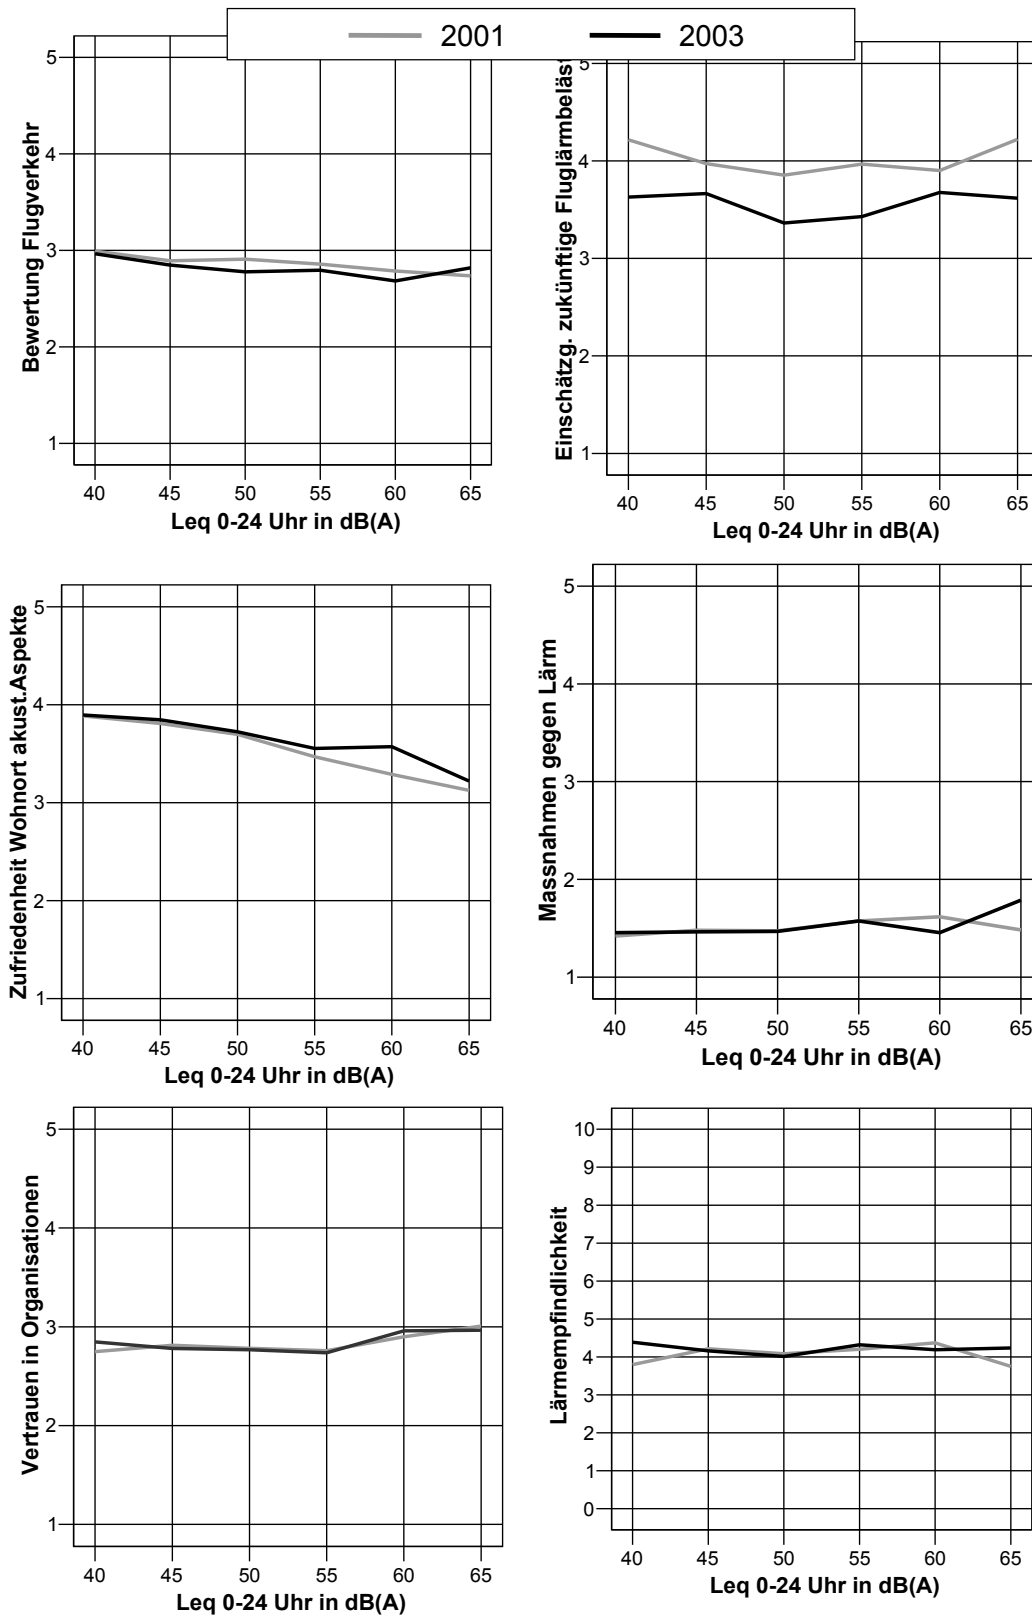 2001 2003
Bewertung Flugverkehr
5
4
3
2
1
40 45 50 55 60 65
Leq 0-24 Uhr in dB(A)
Einschätzg. zukünftige Fluglärmbeläst
5
4
3
2
1
40 45 50 55 60 65
Leq 0-24 Uhr in dB(A)
Zufriedenheit Wohnort akust.Aspekte
5
4
3
2
1
40 45 50 55 60 65
Leq 0-24 Uhr in dB(A)
Massnahmen gegen Lärm
5
4
3
2
1
40 45 50 55 60 65
Leq 0-24 Uhr in dB(A)
Vertrauen in Organisationen
5
4
3
2
1
40 45 50 55 60 65
Leq 0-24 Uhr in dB(A)
Lärmempfindlichkeit
10
9
8
7
6
5
4
3
2
1
0
40 45 50 55 60 65
Leq 0-24 Uhr in dB(A)